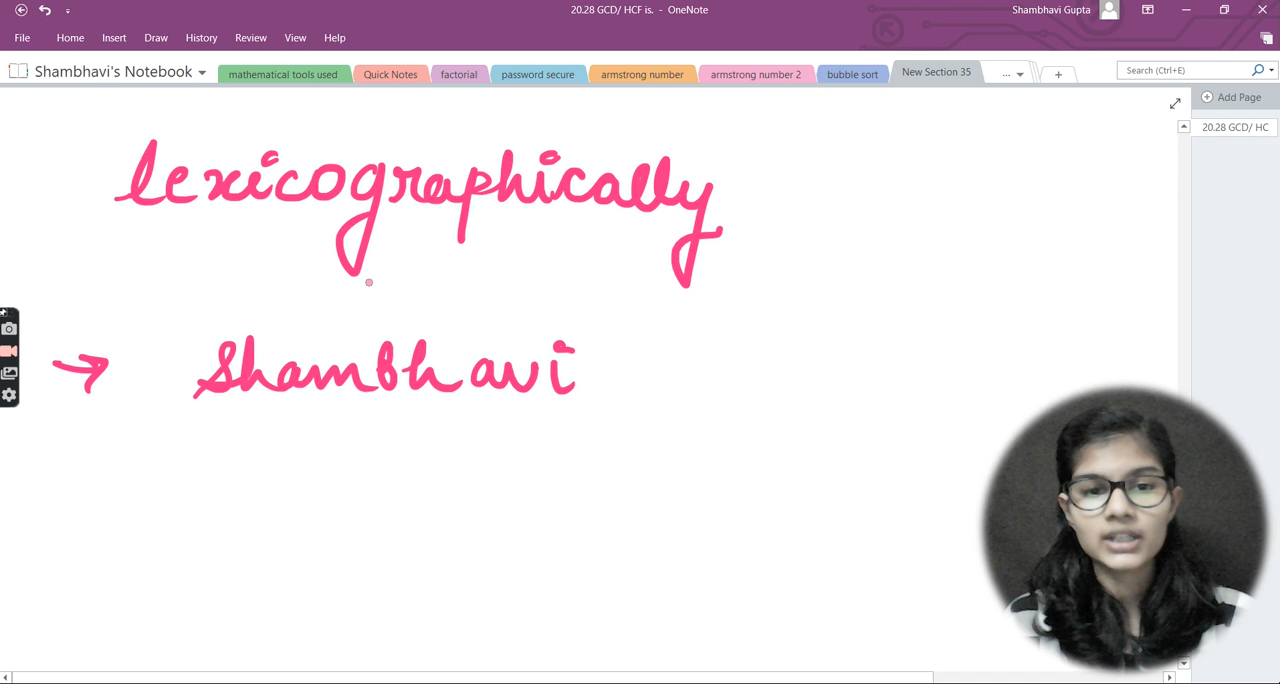 20.28 GCD/ HCF is. - OneNote
Shambhavi Gupta
File Home Insert Draw History Review View Help
Shambhavi's Notebook
mathematical tools used
Quick Notes
factorial
password secure
armstrong number
armstrong number 2
bubble sort
New Section 35
...
+
Search (Ctrl+E)
Add Page
20.28 GCD/ HC
lexicographically
→ Shambhavi